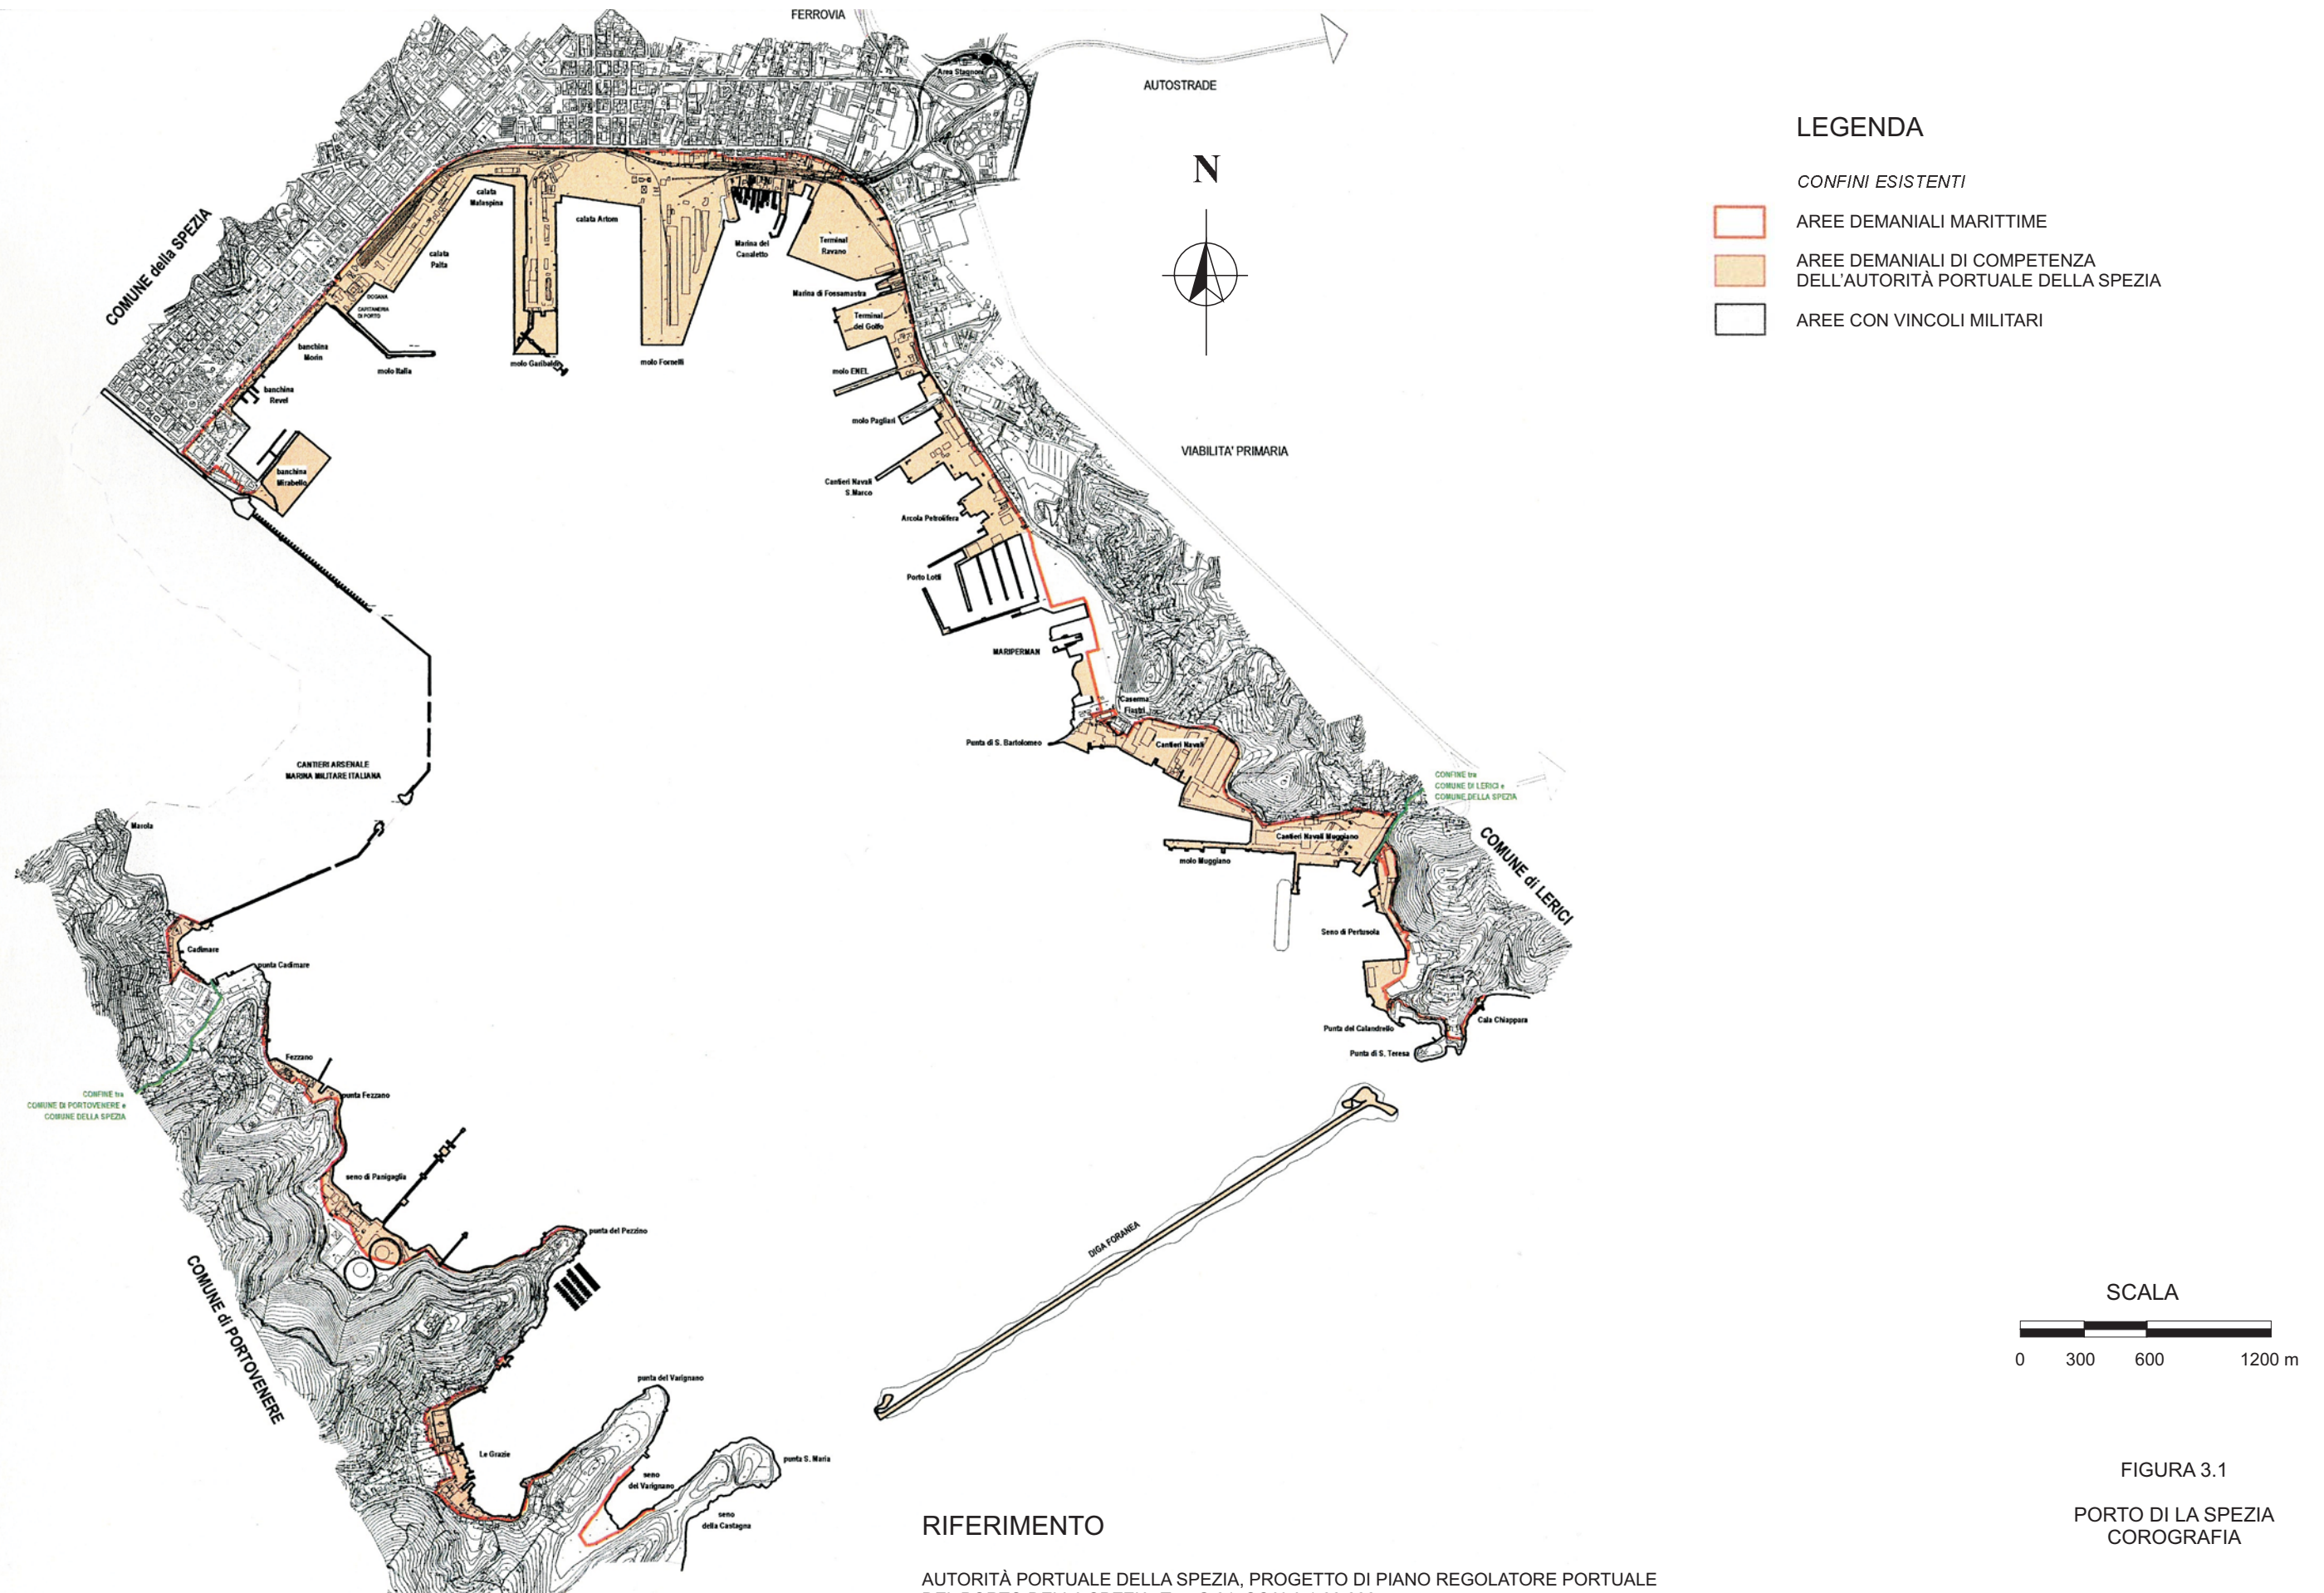 FERROVIA
Area Stagnoni
AUTOSTRADE
N
COMUNE della SPEZIA
calata
Malaspina
calata Artom
calata
Paita
Marina del
Canaletto
Terminal
Ravano
DOGANA
CAPITANERIA
DI PORTO
Marina di Fossamastra
Terminal
del Golfo
banchina
Morin
molo Italia
molo Garibaldi
molo Fornelli
molo ENEL
banchina
Revel
molo Pagliari
VIABILITA' PRIMARIA
banchina
Mirabello
Cantieri Navali
S.Marco
Arcola Petrolifera
Porto Lotti
MARIPERMAN
Caserma
Fiastri
Punta di S. Bartolomeo
Cantieri Navali
CANTIERI ARSENALE
MARINA MILITARE ITALIANA
CONFINE tra
COMUNE DI LERICI e
COMUNE DELLA SPEZIA
Marola
Cantieri Navali Muggiano
molo Muggiano
COMUNE di LERICI
Seno di Pertusola
Cadimare
punta Cadimare
Cala Chiappara
Punta del Calandrello
Punta di S. Teresa
Fezzano
punta Fezzano
CONFINE tra
COMUNE DI PORTOVENERE e
COMUNE DELLA SPEZIA
seno di Panigaglia
punta del Pezzino
DIGA FORANEA
COMUNE di PORTOVENERE
punta del Varignano
Le Grazie
punta S. Maria
seno
del Varignano
seno
della Castagna
LEGENDA
CONFINI ESISTENTI
AREE DEMANIALI MARITTIME
AREE DEMANIALI DI COMPETENZA
DELL'AUTORITÀ PORTUALE DELLA SPEZIA
AREE CON VINCOLI MILITARI
SCALA
0 300 600 1200 m
FIGURA 3.1
PORTO DI LA SPEZIA
COROGRAFIA
RIFERIMENTO
AUTORITÀ PORTUALE DELLA SPEZIA, PROGETTO DI PIANO REGOLATORE PORTUALE